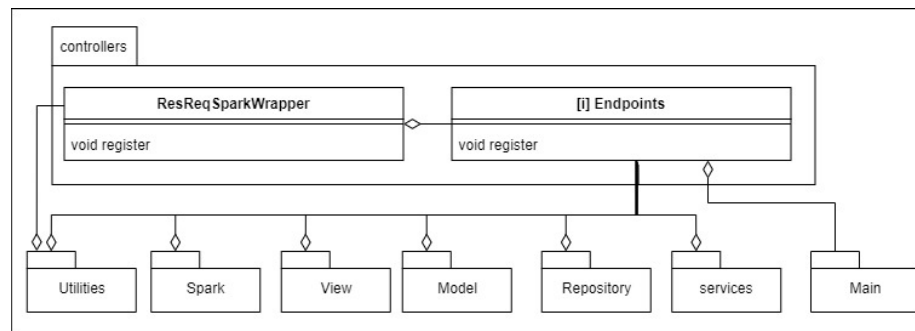 controllers
ResReqSparkWrapper
[i] Endpoints
void register
void register
Utilities
Spark
View
Model
Repository
services
Main